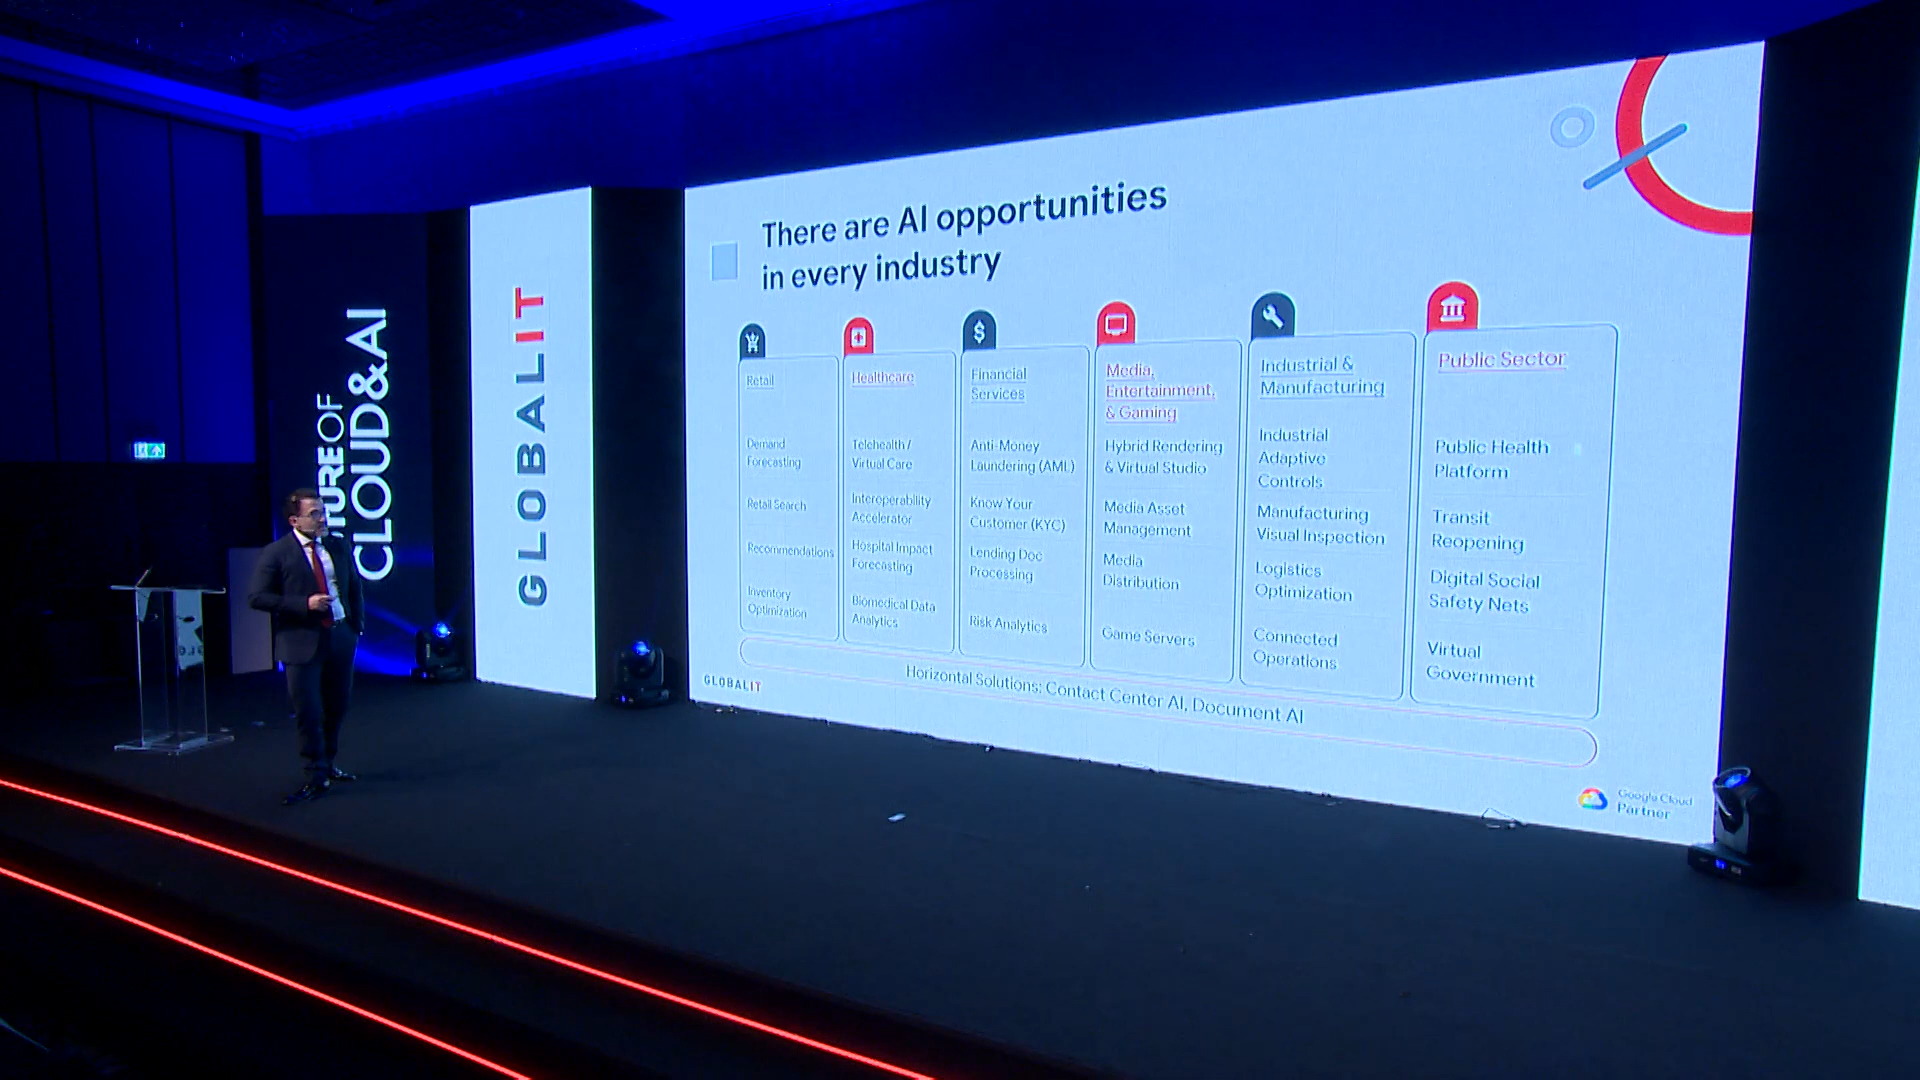 There are AI opportunities
in every industry
Retail
Demand
Forecasting
Retail Search
Recommendations
Inventory
Optimization
Healthcare
Telehealth /
Virtual Care
Interoperability
Accelerator
Hospital Impact
Forecasting
Biomedical Data
Analytics
Financial
Services
Anti-Money
Laundering (AML)
Know Your
Customer (KYC)
Lending Doc
Processing
Risk Analytics
Media,
Entertainment,
& Gaming
Hybrid Rendering
& Virtual Studio
Media Asset
Management
Media
Distribution
Game Servers
Industrial &
Manufacturing
Industrial
Adaptive
Controls
Manufacturing
Visual Inspection
Logistics
Optimization
Connected
Operations
Public Sector
Public Health
Platform
Transit
Reopening
Digital Social
Safety Nets
Virtual
Government
Horizontal Solutions: Contact Center AI, Document AI
GLOBALIT
Google Cloud
Partner
GLOBALIT
TURE OF
CLOUD&AI